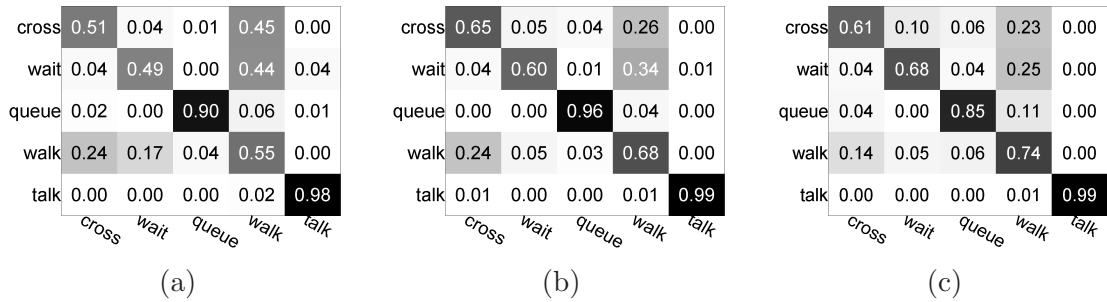 cross 0.51 0.04 0.01 0.45 0.00
wait 0.04 0.49 0.00 0.44 0.04
queue 0.02 0.00 0.90 0.06 0.01
walk 0.24 0.17 0.04 0.55 0.00
talk 0.00 0.00 0.00 0.02 0.98
cross wait queue walk talk
(a)
cross 0.65 0.05 0.04 0.26 0.00
wait 0.04 0.60 0.01 0.34 0.01
queue 0.00 0.00 0.96 0.04 0.00
walk 0.24 0.05 0.03 0.68 0.00
talk 0.01 0.00 0.00 0.01 0.99
cross wait queue walk talk
(b)
cross 0.61 0.10 0.06 0.23 0.00
wait 0.04 0.68 0.04 0.25 0.00
queue 0.04 0.00 0.85 0.11 0.00
walk 0.14 0.05 0.06 0.74 0.00
talk 0.00 0.00 0.00 0.01 0.99
cross wait queue walk talk
(c)